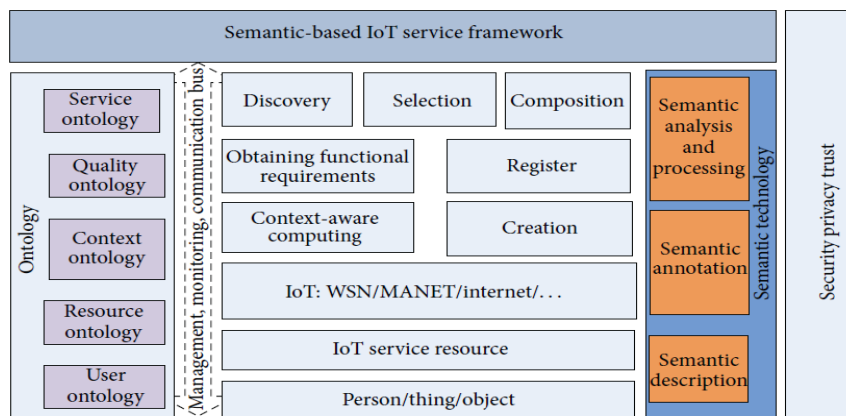 Semantic-based IoT service framework
Ontology
Service
ontology
Quality
ontology
Context
ontology
Resource
ontology
User
ontology
Management, monitoring, communication bus
Discovery
Selection
Composition
Obtaining functional
requirements
Register
Context-aware
computing
Creation
IoT: WSN/MANET/internet/. . .
IoT service resource
Person/thing/object
Semantic
analysis
and
processing
Semantic
annotation
Semantic
description
Semantic technology
Security privacy trust